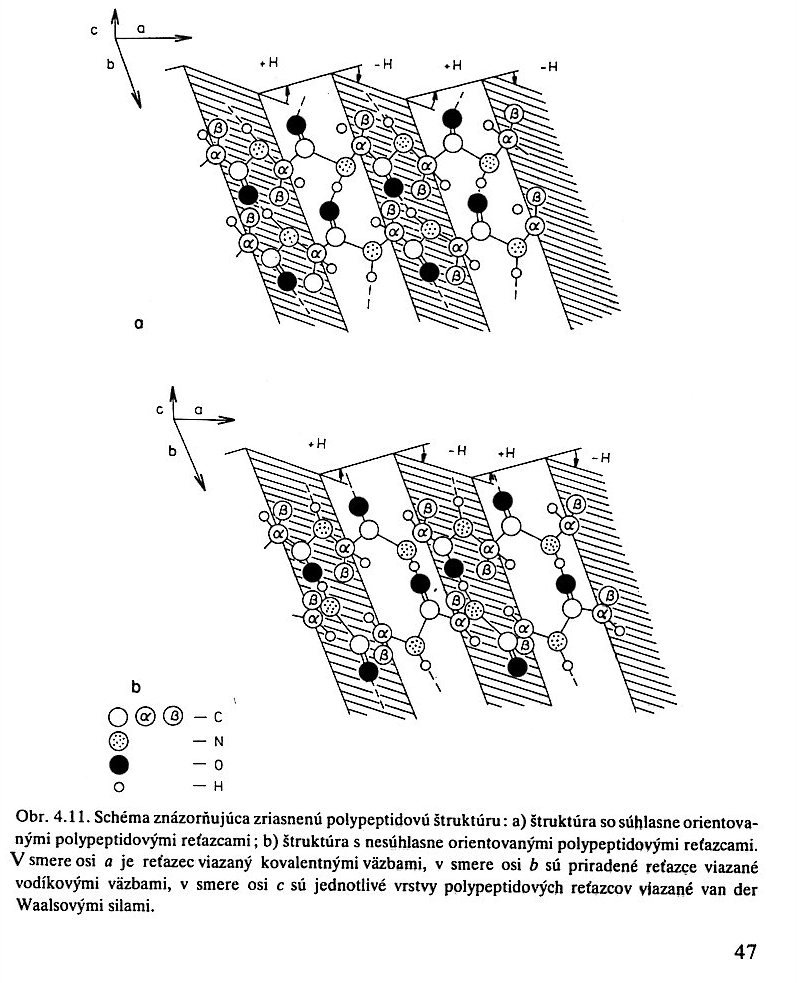 c a
b
+H -H +H -H
β β β
α α α α
β β
β β β
α α α α
β
a
c a
b
+H -H +H -H
β β β
α α α α α
β β
β β β
α α α α α
β β
b
α β — C
— N
— O
— H
Obr. 4.11. Schéma znázorňujúca zriasnenú polypeptidovú štruktúru: a) štruktúra so súhlasne orientova-
nými polypeptidovými reťazcami; b) štruktúra s nesúhlasne orientovanými polypeptidovými reťazcami.
V smere osi a je reťazec viazaný kovalentnými väzbami, v smere osi b sú priradené reťazce viazané
vodíkovými väzbami, v smere osi c sú jednotlivé vrstvy polypeptidových reťazcov viazané van der
Waalsovými silami.
47